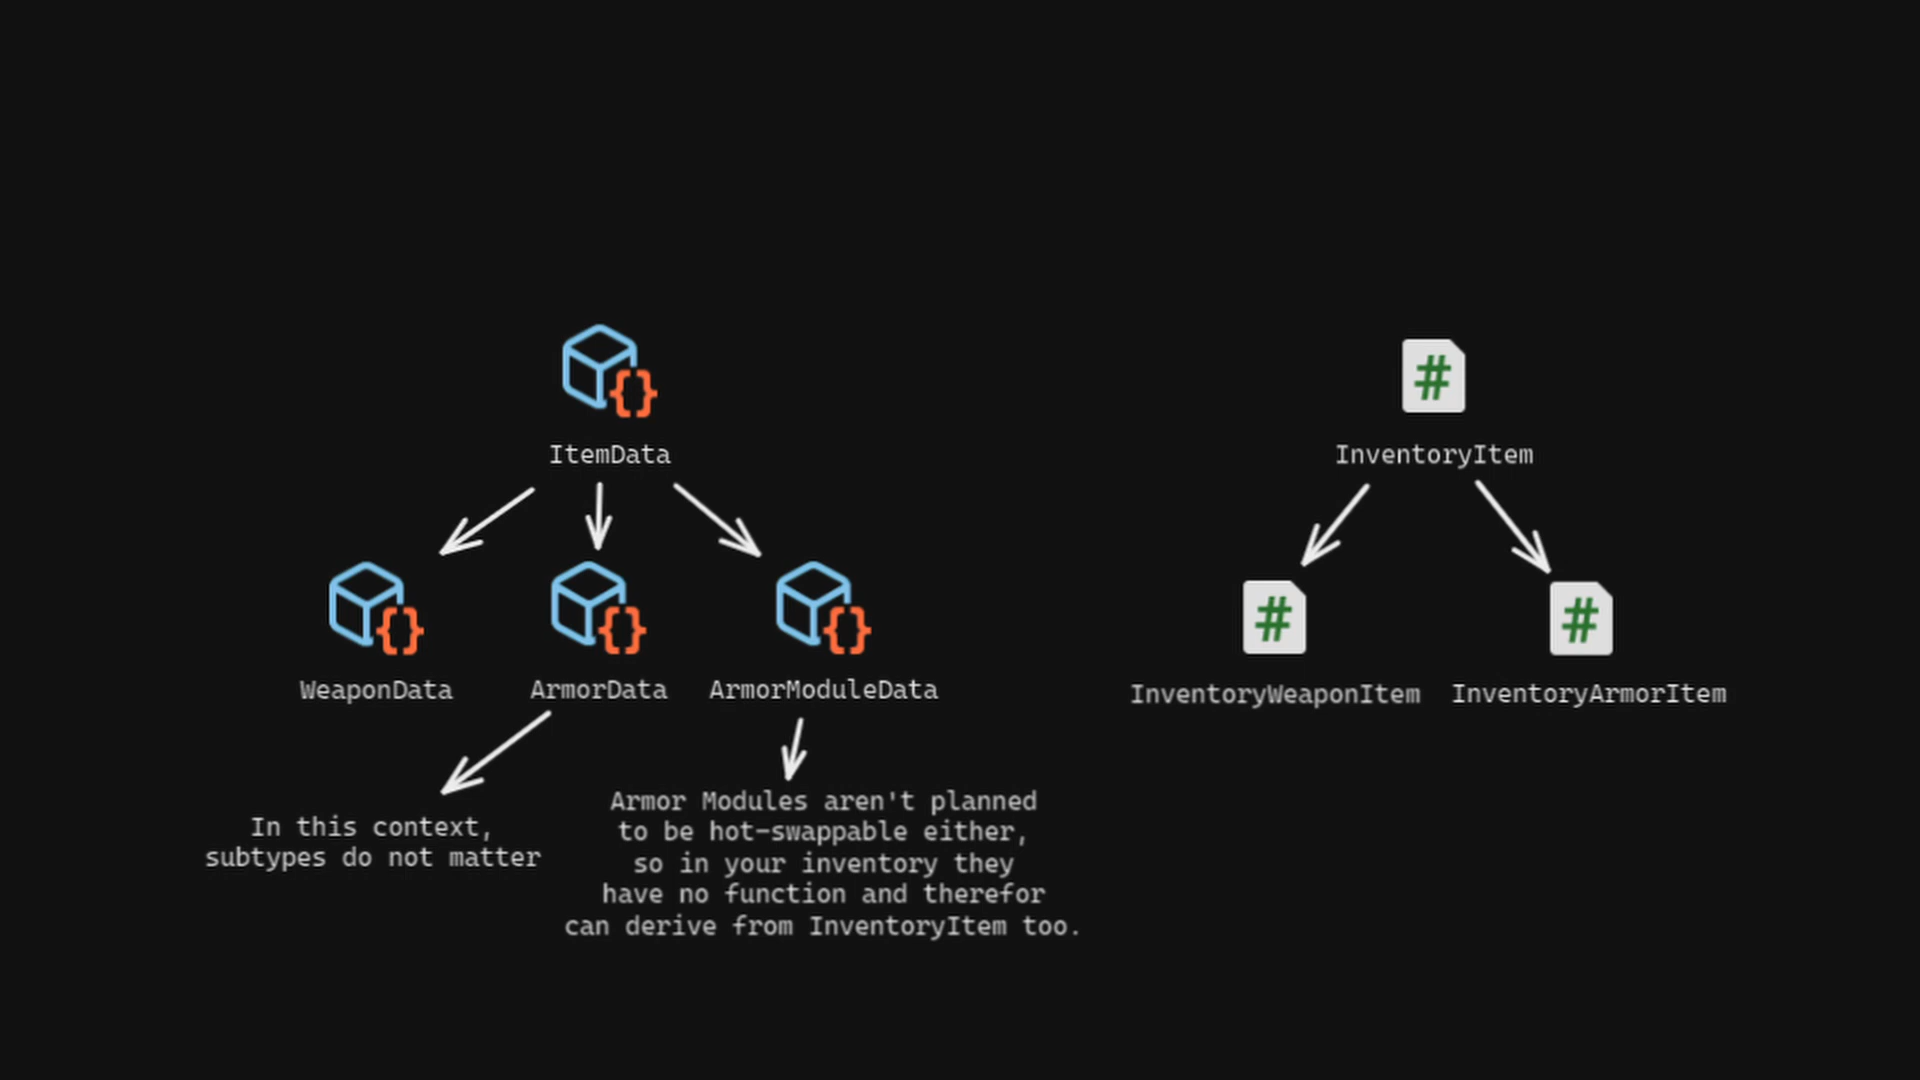 ItemData
InventoryItem
WeaponData
ArmorData
ArmorModuleData
InventoryWeaponItem
InventoryArmorItem
In this context,
subtypes do not matter
Armor Modules aren't planned
to be hot-swappable either,
so in your inventory they
have no function and therefor
can derive from InventoryItem too.